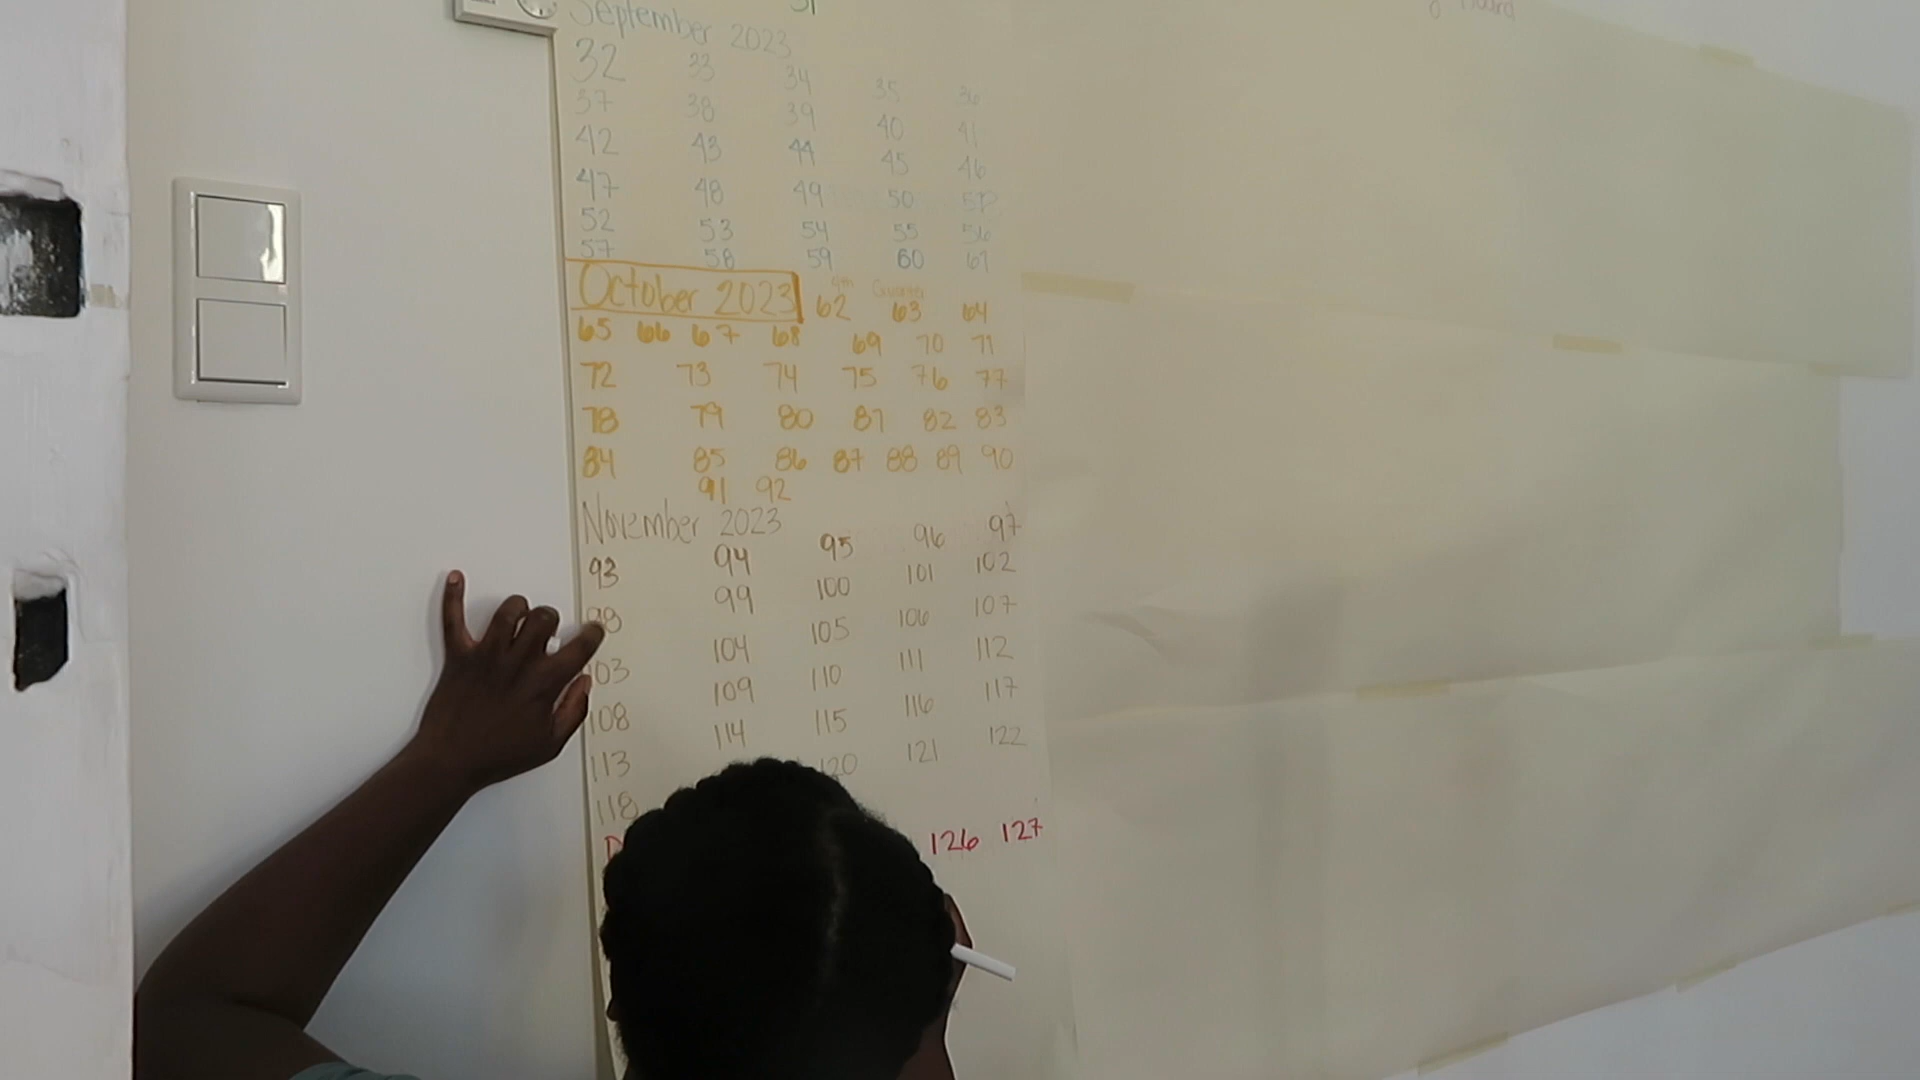 31
September 2023
32 33 34 35 36
37 38 39 40 41
42 43 44 45 46
47 48 49 50 51
52 53 54 55 56
57 58 59 60 61
October 2023 4th Quarter
62 63 64
65 66 67 68 69 70 71
72 73 74 75 76 77
78 79 80 81 82 83
84 85 86 87 88 89 90
91 92
November 2023
93 94 95 96 97
98 99 100 101 102
103 104 105 106 107
108 109 110 111 112
113 114 115 116 117
118 120 121 122
D 126 127
Board